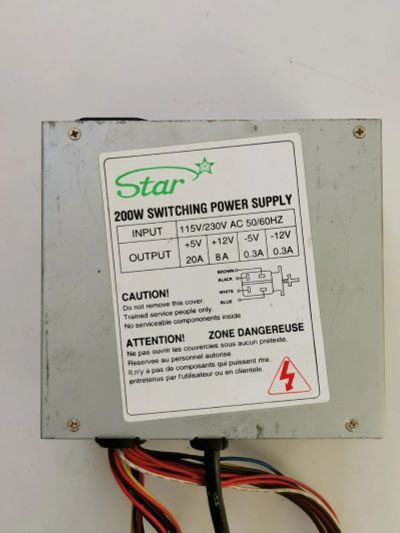 Star
200W SWITCHING POWER SUPPLY
INPUT 115V/230V AC 50/60HZ
OUTPUT +5V +12V -5V -12V
20A 8A 0.3A 0.3A
BROWN
BLACK
WHITE
BLUE
CAUTION!
Do not remove this cover.
Trained service people only.
No serviceable componenents inside
ATTENTION! ZONE DANGEREUSE
Ne pas ouvrir les couvercies sous aucun pretexte.
Reservee au personnel autorise
Il,n'y a pas de composants qui puissent rtre.
entretenus par l'utilisateur ou en clientele.